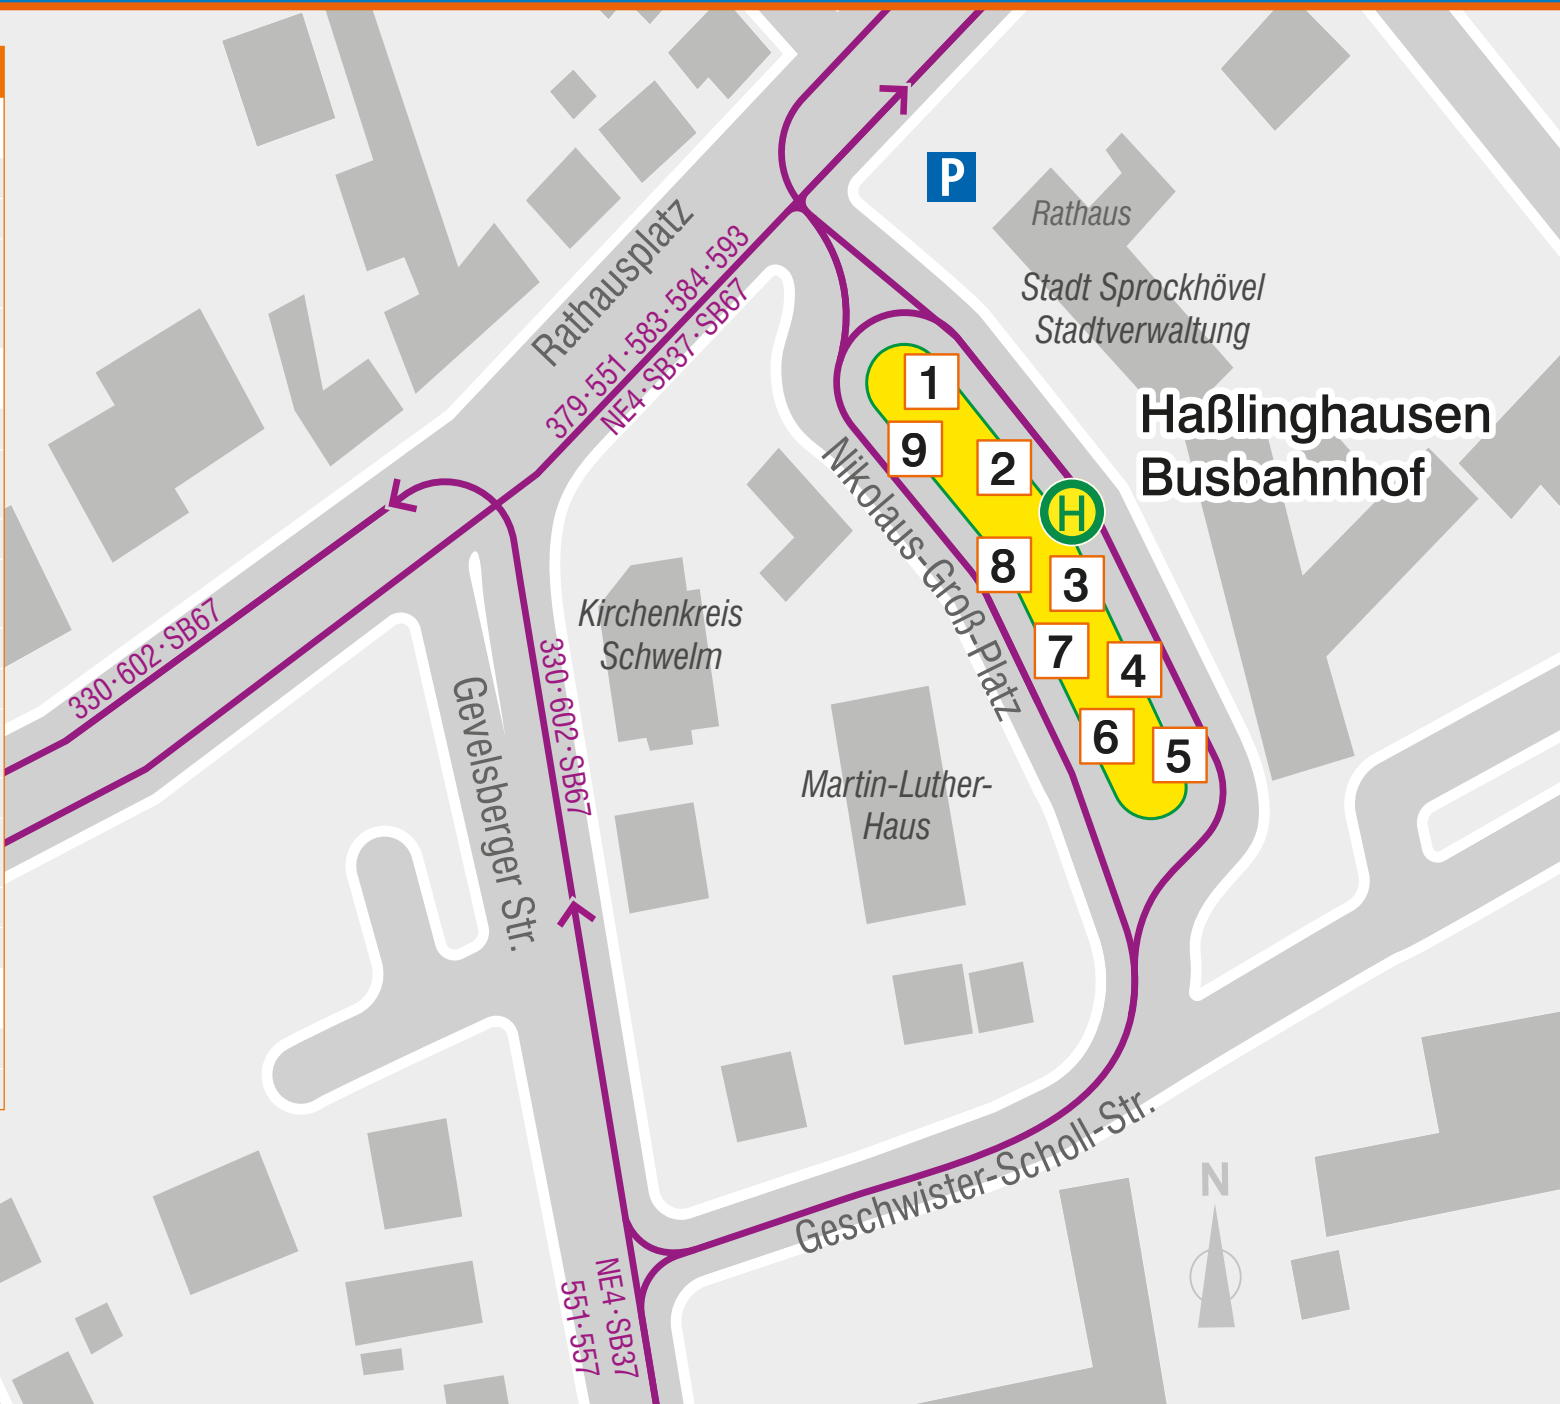 P
Rathaus
Stadt Sprockhövel
Stadtverwaltung
Rathausplatz
379·551·583·584·593
NE4·SB37·SB67
Haßlinghausen
Busbahnhof
1
9
2
H
8
3
7
4
6
5
Nikolaus-Groß-Platz
Kirchenkreis
Schwelm
330·602·SB67
330·602·SB67
Gevelsberger Str.
Martin-Luther-
Haus
Geschwister-Scholl-Str.
N
NE4·SB37
551·557